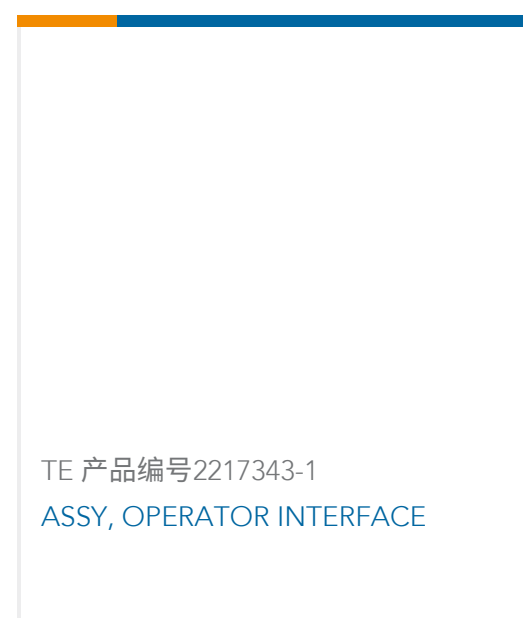 TE 产品编号2217343-1
ASSY, OPERATOR INTERFACE